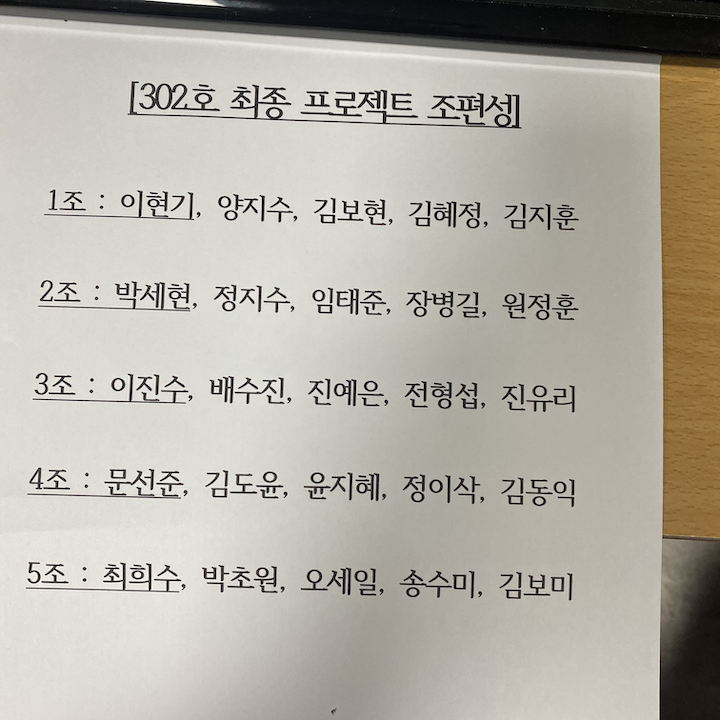 [302호 최종 프로젝트 조편성]
1조 : 이현기, 양지수, 김보현, 김혜정, 김지훈
2조 : 박세현, 정지수, 임태준, 장병길, 원정훈
3조 : 이진수, 배수진, 진예은, 전형섭, 진유리
4조 : 문선준, 김도윤, 윤지혜, 정이삭, 김동익
5조 : 최희수, 박초원, 오세일, 송수미, 김보미